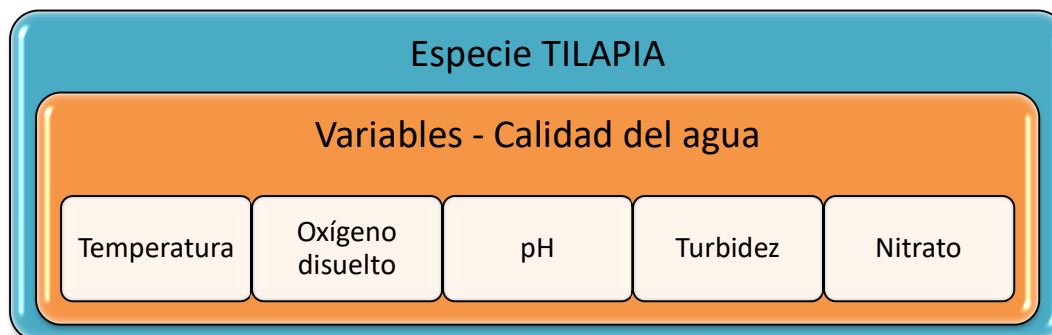 Especie TILAPIA
Variables - Calidad del agua
Temperatura
Oxígeno
disuelto
pH
Turbidez
Nitrato